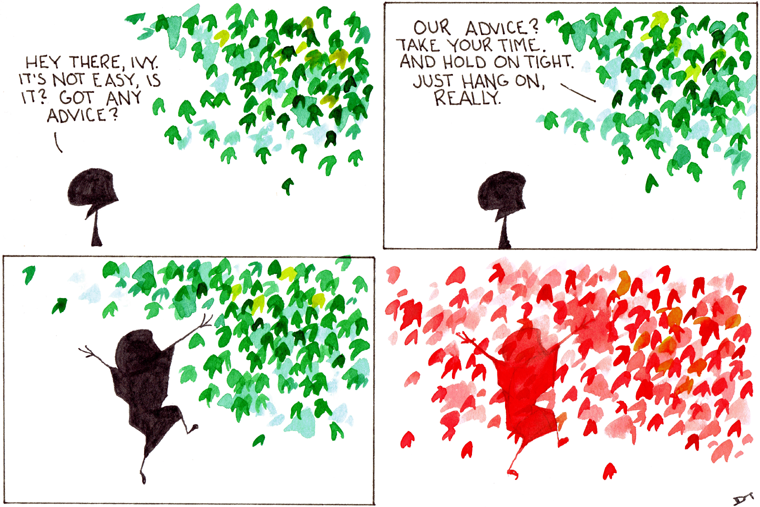 HEY THERE, IVY.
IT'S NOT EASY, IS
IT? GOT ANY
ADVICE?
OUR ADVICE?
TAKE YOUR TIME.
AND HOLD ON TIGHT.
JUST HANG ON,
REALLY.